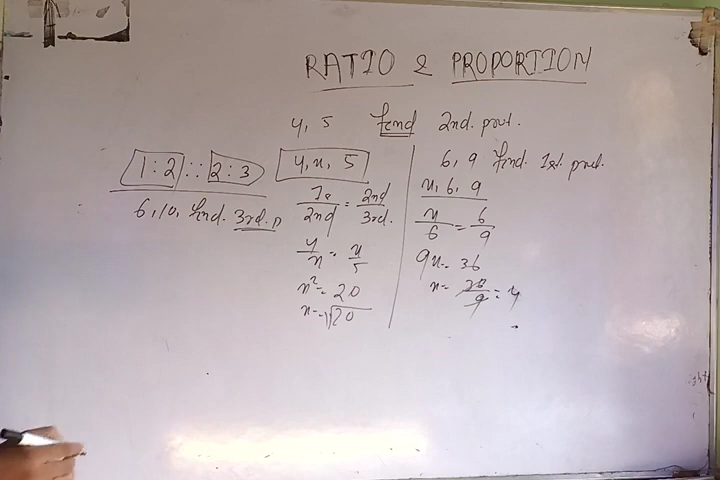 RATIO & PROPORTION
4, 5 Find 2nd. prot.
1:2 :: 2:3
6, 10, find. 3rd. p
4, x, 5
1st / 2nd = 2nd / 3rd.
4/x = x/5
x² = 20
x = √20
6, 9 find. 1st. prod.
x, 6, 9
x/6 = 6/9
9x = 36
x = 36/9 = 4